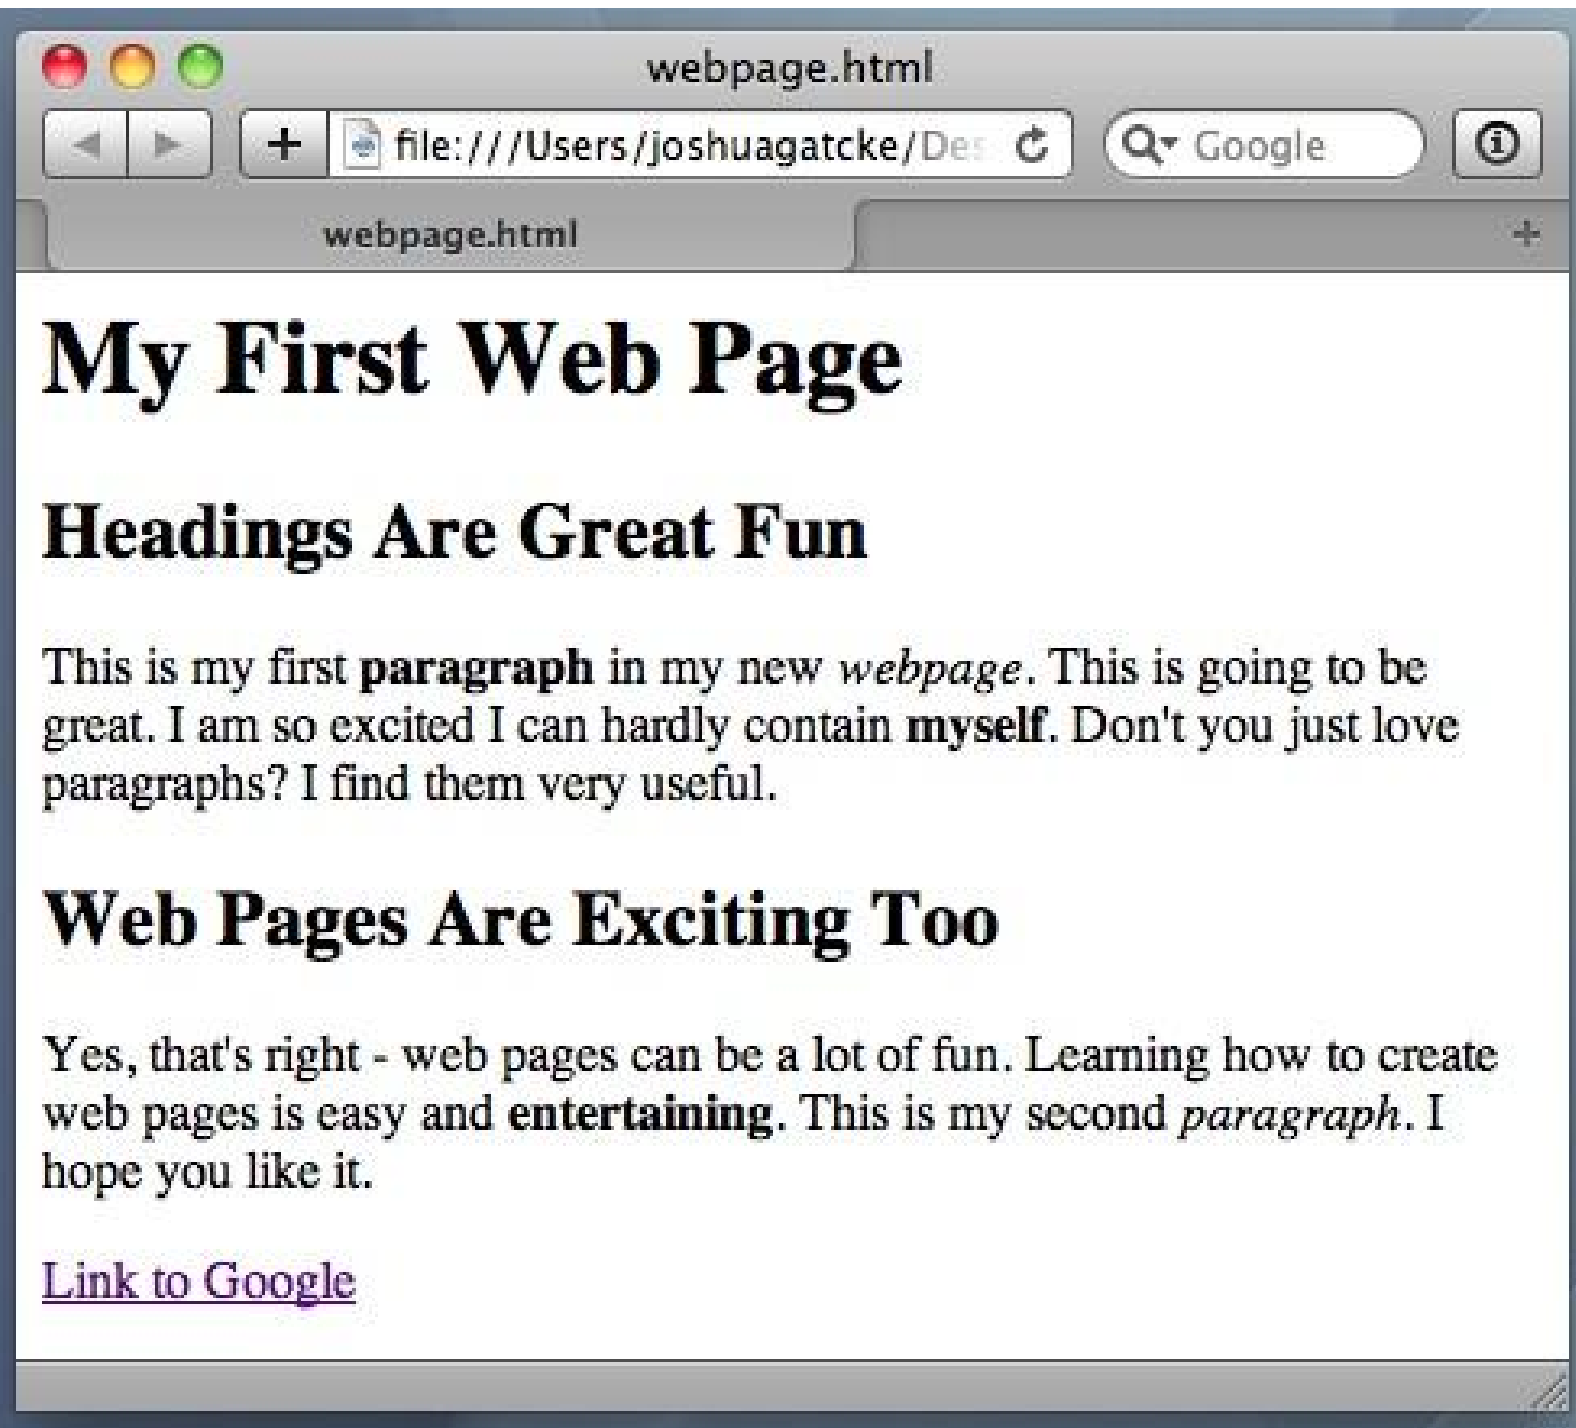 webpage.html
file:///Users/joshuagatcke/Des
Google
webpage.html
My First Web Page
Headings Are Great Fun
This is my first paragraph in my new webpage. This is going to be
great. I am so excited I can hardly contain myself. Don't you just love
paragraphs? I find them very useful.
Web Pages Are Exciting Too
Yes, that's right - web pages can be a lot of fun. Learning how to create
web pages is easy and entertaining. This is my second paragraph. I
hope you like it.
Link to Google